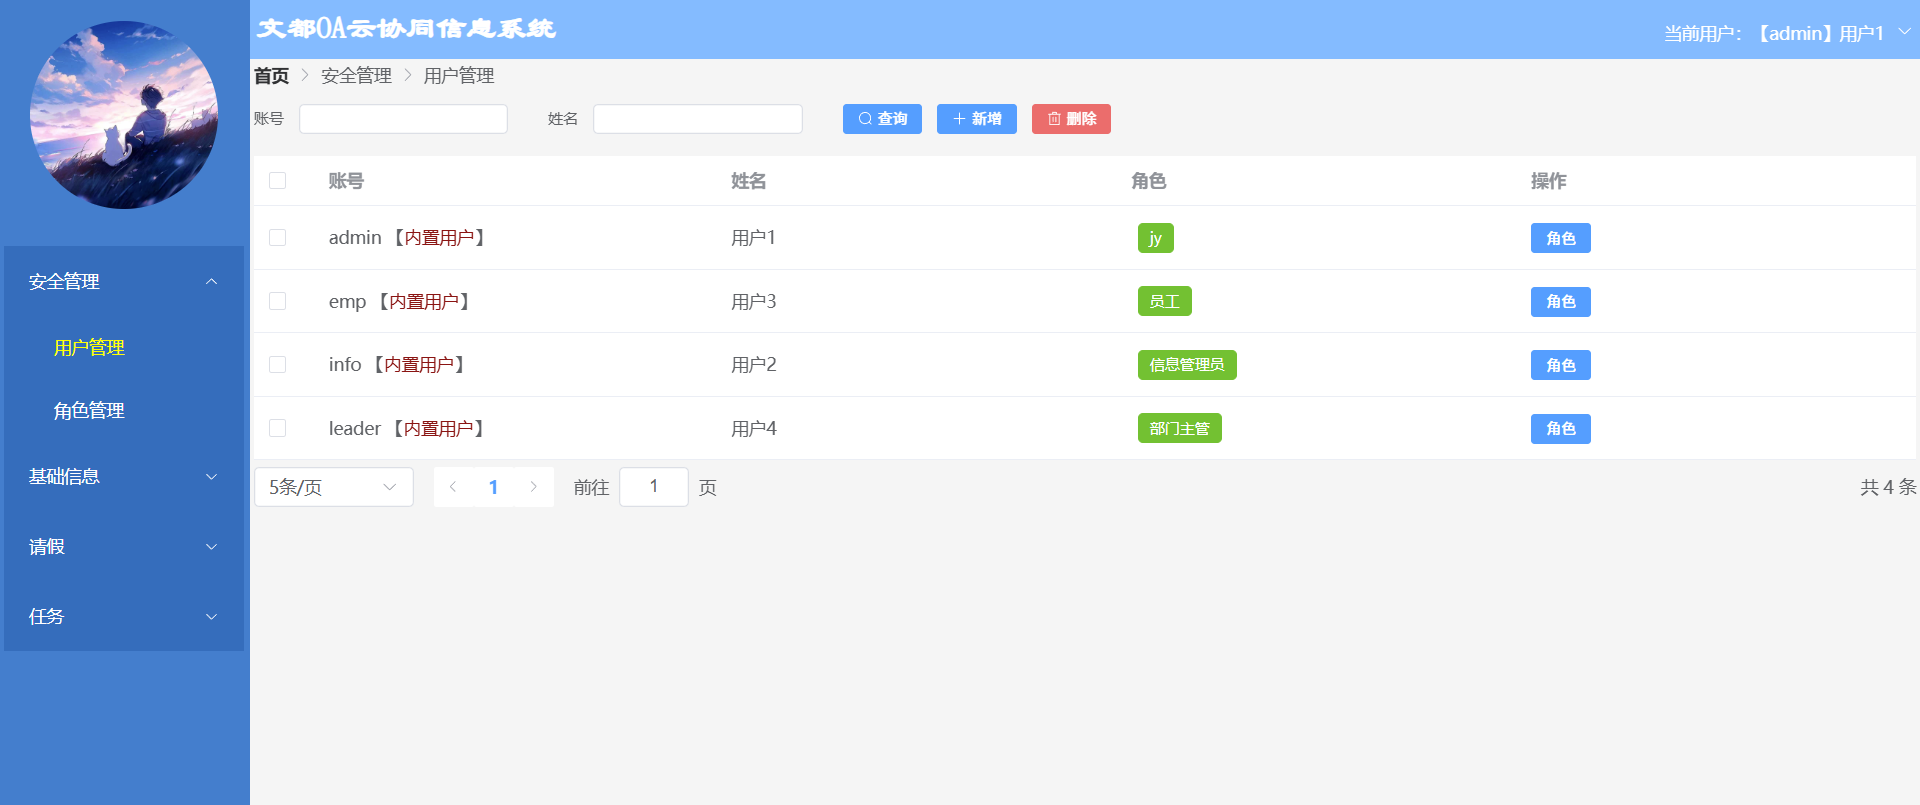 文都OA云协同信息系统
当前用户：【admin】用户1
首页 安全管理 用户管理
账号 姓名 查询 新增 删除
安全管理
用户管理
角色管理
基础信息
请假
任务
账号 姓名 角色 操作
admin 【内置用户】 用户1 jy 角色
emp 【内置用户】 用户3 员工 角色
info 【内置用户】 用户2 信息管理员 角色
leader 【内置用户】 用户4 部门主管 角色
5条/页 1 前往 1 页 共 4 条